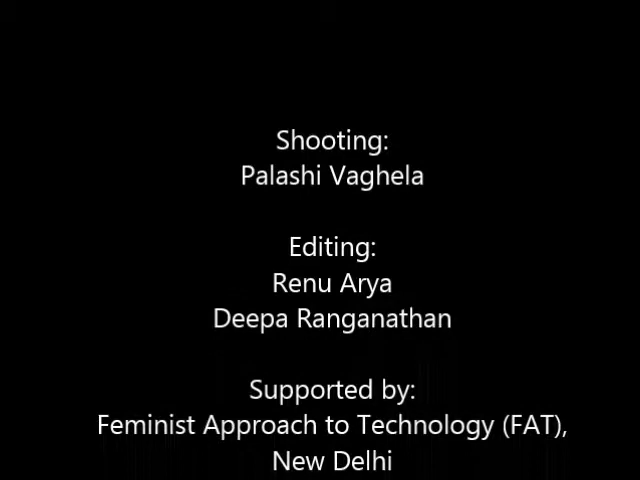 Shooting:
Palashi Vaghela
Editing:
Renu Arya
Deepa Ranganathan
Supported by:
Feminist Approach to Technology (FAT),
New Delhi